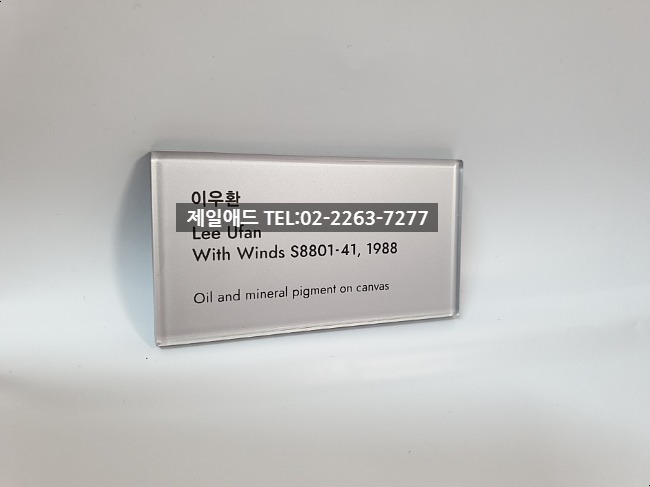 이우환
제일애드 TEL:02-2263-7277
Lee Ufan
With Winds S8801-41, 1988
Oil and mineral pigment on canvas